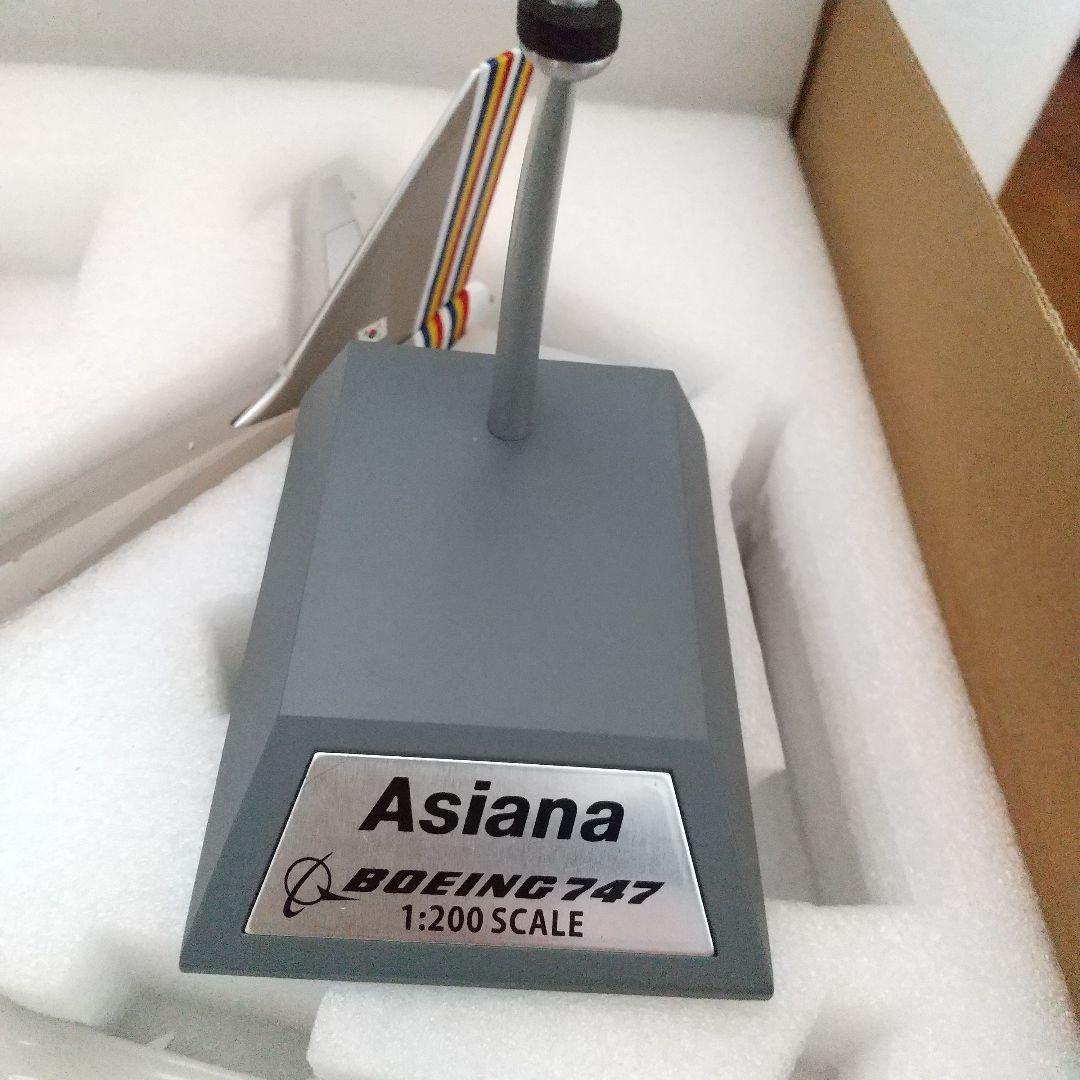 Asiana
BOEING 747
1:200 SCALE